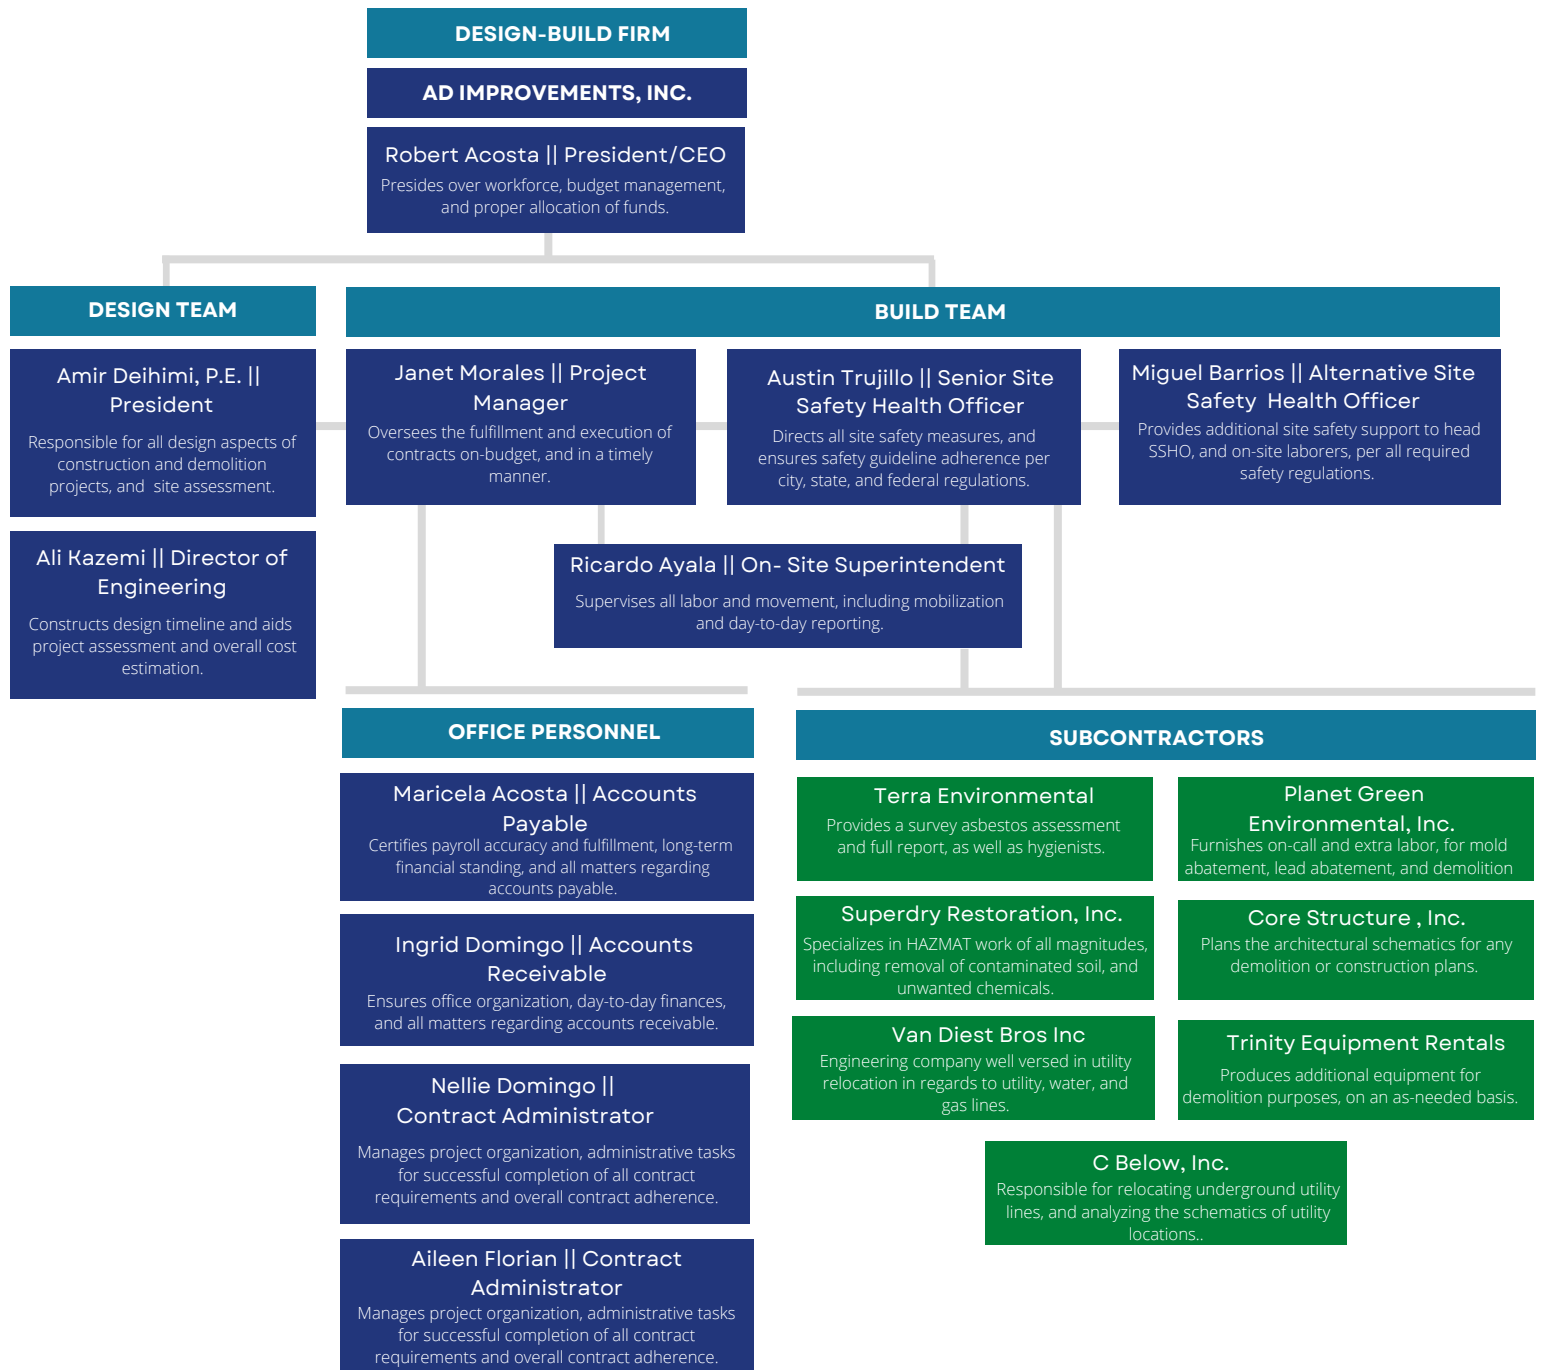 DESIGN-BUILD FIRM
AD IMPROVEMENTS, INC.
Robert Acosta || President/CEO
Presides over workforce, budget management,
and proper allocation of funds.
DESIGN TEAM
Amir Deihimi, P.E. ||
President
Responsible for all design aspects of
construction and demolition
projects, and site assessment.
Ali Kazemi || Director of
Engineering
Constructs design timeline and aids
project assessment and overall cost
estimation.
BUILD TEAM
Janet Morales || Project
Manager
Oversees the fulfillment and execution of
contracts on-budget, and in a timely
manner.
Austin Trujillo || Senior Site
Safety Health Officer
Directs all site safety measures, and
ensures safety guideline adherence per
city, state, and federal regulations.
Miguel Barrios || Alternative Site
Safety Health Officer
Provides additional site safety support to head
SSHO, and on-site laborers, per all required
safety regulations.
Ricardo Ayala || On- Site Superintendent
Supervises all labor and movement, including mobilization
and day-to-day reporting.
OFFICE PERSONNEL
Maricela Acosta || Accounts
Payable
Certifies payroll accuracy and fulfillment, long-term
financial standing, and all matters regarding
accounts payable.
Ingrid Domingo || Accounts
Receivable
Ensures office organization, day-to-day finances,
and all matters regarding accounts receivable.
Nellie Domingo ||
Contract Administrator
Manages project organization, administrative tasks
for successful completion of all contract
requirements and overall contract adherence.
Aileen Florian || Contract
Administrator
Manages project organization, administrative tasks
for successful completion of all contract
requirements and overall contract adherence.
SUBCONTRACTORS
Terra Environmental
Provides a survey asbestos assessment
and full report, as well as hygienists.
Planet Green
Environmental, Inc.
Furnishes on-call and extra labor, for mold
abatement, lead abatement, and demolition
Superdry Restoration, Inc.
Specializes in HAZMAT work of all magnitudes,
including removal of contaminated soil, and
unwanted chemicals.
Core Structure , Inc.
Plans the architectural schematics for any
demolition or construction plans.
Van Diest Bros Inc
Engineering company well versed in utility
relocation in regards to utility, water, and
gas lines.
Trinity Equipment Rentals
Produces additional equipment for
demolition purposes, on an as-needed basis.
C Below, Inc.
Responsible for relocating underground utility
lines, and analyzing the schematics of utility
locations..